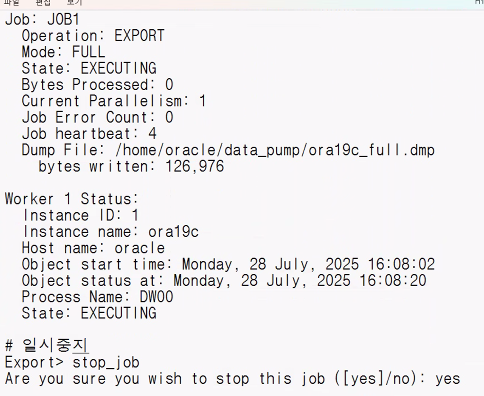 파일 편집 보기
Job: JOB1
Operation: EXPORT
Mode: FULL
State: EXECUTING
Bytes Processed: 0
Current Parallelism: 1
Job Error Count: 0
Job heartbeat: 4
Dump File: /home/oracle/data_pump/ora19c_full.dmp
bytes written: 126,976
Worker 1 Status:
Instance ID: 1
Instance name: ora19c
Host name: oracle
Object start time: Monday, 28 July, 2025 16:08:02
Object status at: Monday, 28 July, 2025 16:08:20
Process Name: DW00
State: EXECUTING
# 일시중지
Export> stop_job
Are you sure you wish to stop this job ([yes]/no): yes